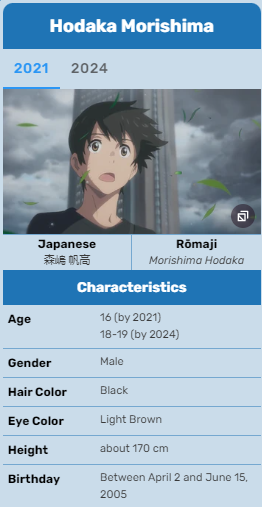 Hodaka Morishima
2021 2024
Japanese Rōmaji
森嶋 帆高 Morishima Hodaka
Characteristics
Age 16 (by 2021)
18-19 (by 2024)
Gender Male
Hair Color Black
Eye Color Light Brown
Height about 170 cm
Birthday Between April 2 and June 15,
2005